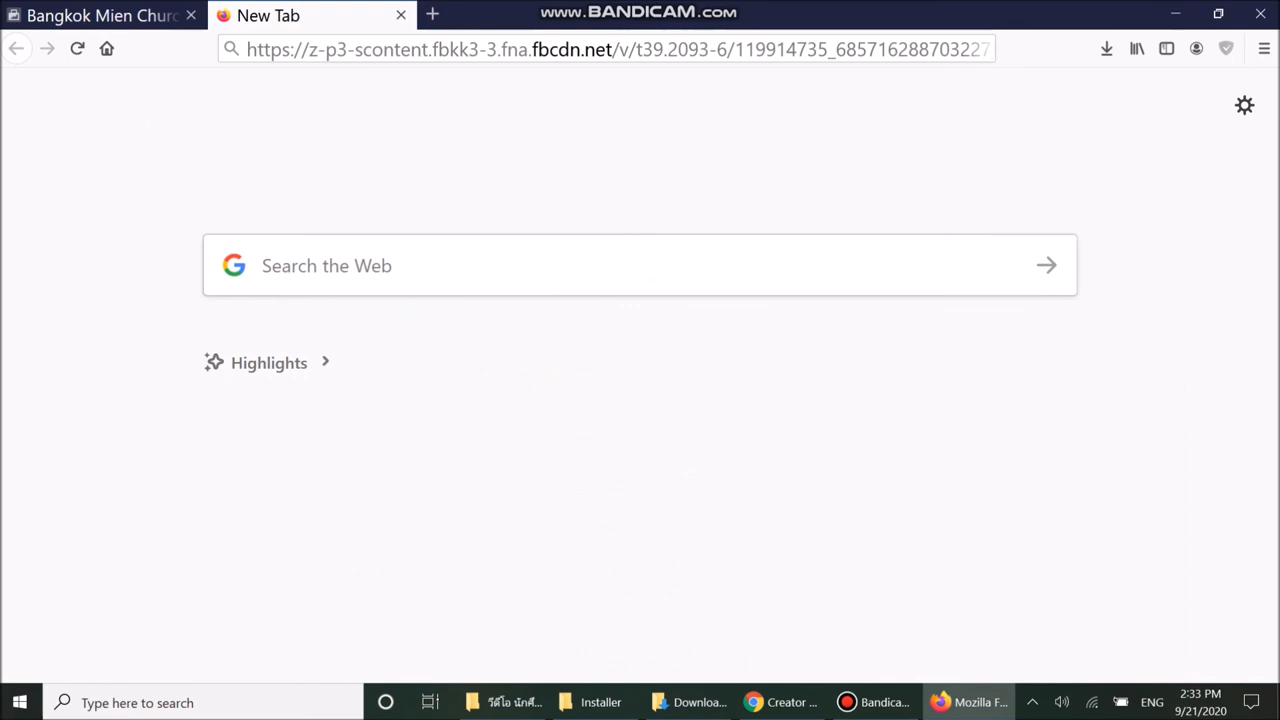 www.BANDICAM.com
Bangkok Mien Churc
New Tab
https://z-p3-scontent.fbkk3-3.fna.fbcdn.net/v/t39.2093-6/119914735_685716288703227
Search the Web
Highlights
Type here to search
วีดีโอ นักศึ...
Installer
Downloa...
Creator ...
Bandica...
Mozilla F...
ENG
2:33 PM
9/21/2020